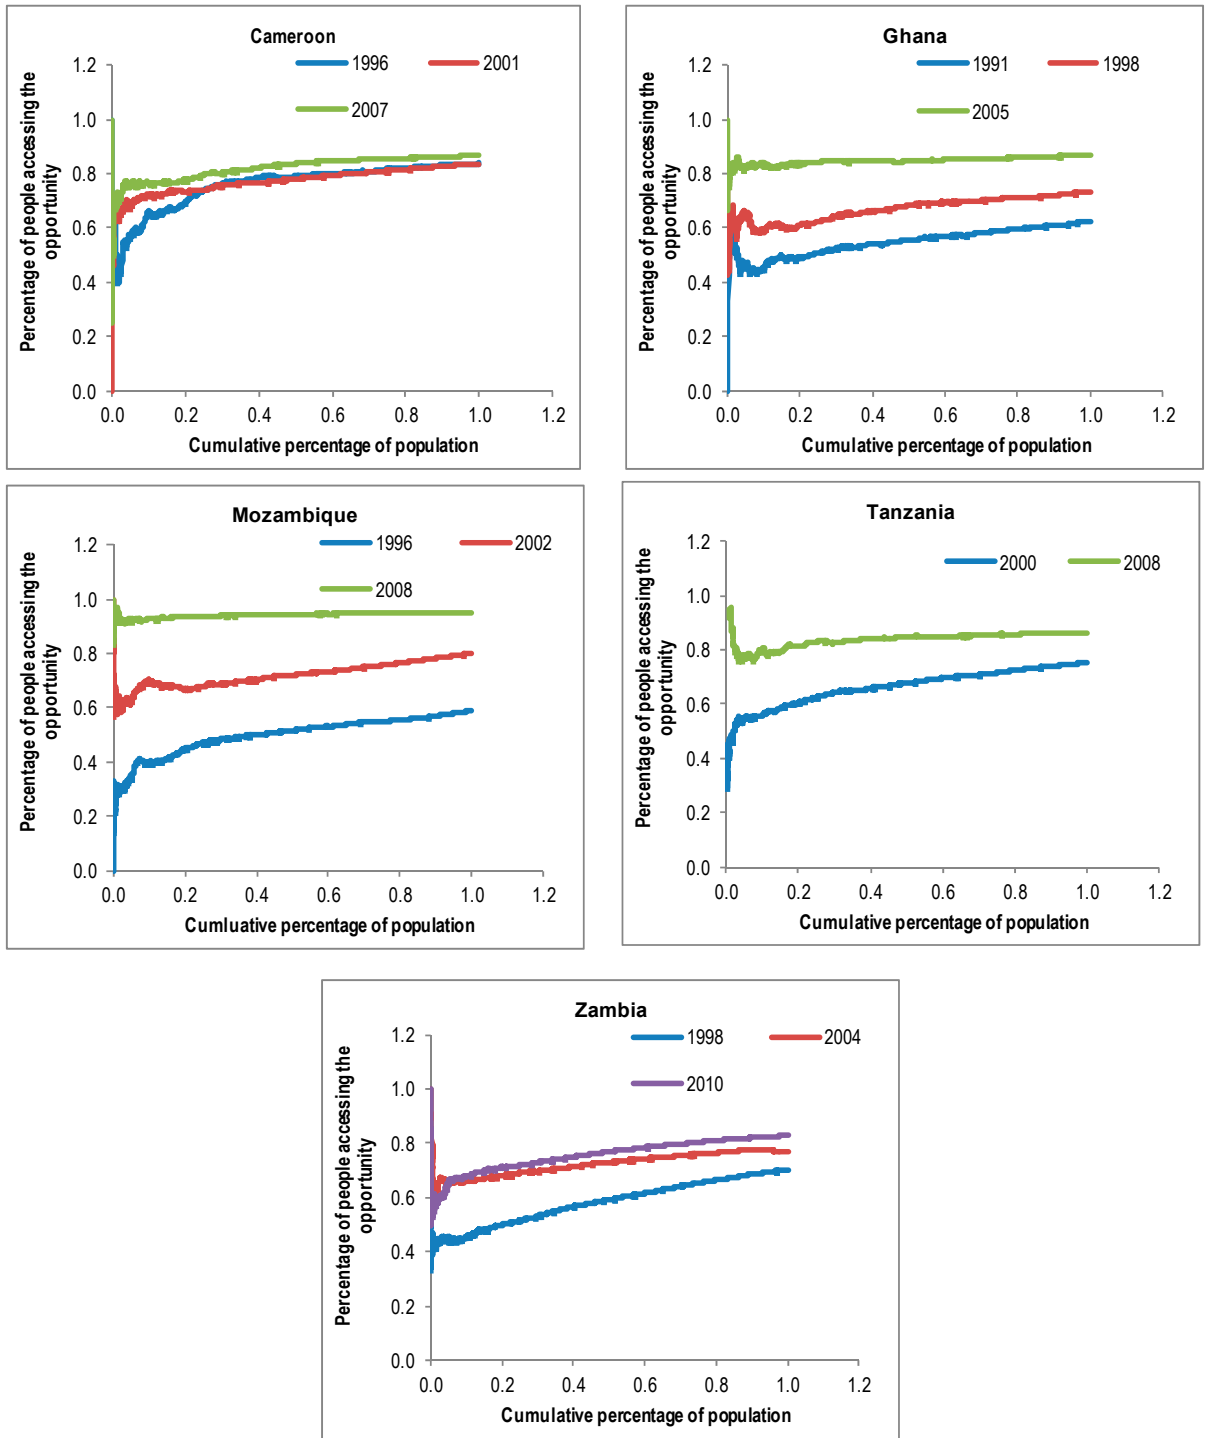 Cameroon
1996
2001
2007
Percentage of people accessing the
opportunity
1.2
1.0
0.8
0.6
0.4
0.2
0.0
0.0 0.2 0.4 0.6 0.8 1.0 1.2
Cumulative percentage of population
Ghana
1991
1998
2005
Percentage of people accessing the
opportunity
1.2
1.0
0.8
0.6
0.4
0.2
0.0
0.0 0.2 0.4 0.6 0.8 1.0 1.2
Cumulative percentage of population
Mozambique
1996
2002
2008
Percentage of people accessing the
opportunity
1.2
1.0
0.8
0.6
0.4
0.2
0.0
0.0 0.2 0.4 0.6 0.8 1.0 1.2
Cumluative percentage of population
Tanzania
2000
2008
Percentage of people accessing the
opportunity
1.2
1.0
0.8
0.6
0.4
0.2
0.0
0.0 0.2 0.4 0.6 0.8 1.0 1.2
Cumulative percentage of population
Zambia
1998
2004
2010
Percentage of people accessing the
opportunity
1.2
1.0
0.8
0.6
0.4
0.2
0.0
0.0 0.2 0.4 0.6 0.8 1.0 1.2
Cumulative percentage of population